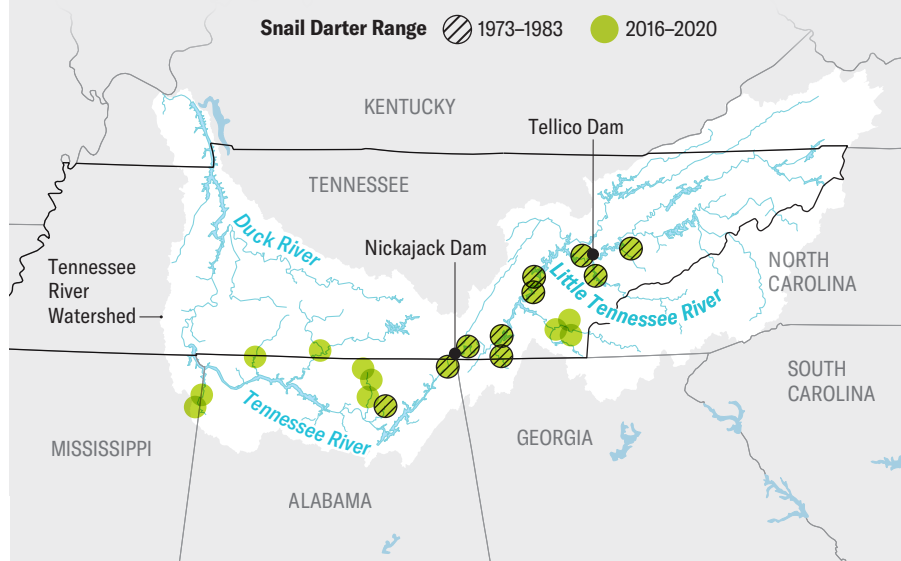 Snail Darter Range 1973–1983 2016–2020
KENTUCKY
Tellico Dam
TENNESSEE
Duck River
Nickajack Dam
Tennessee
River
Watershed
Little Tennessee River
NORTH
CAROLINA
SOUTH
CAROLINA
Tennessee River
MISSISSIPPI
GEORGIA
ALABAMA